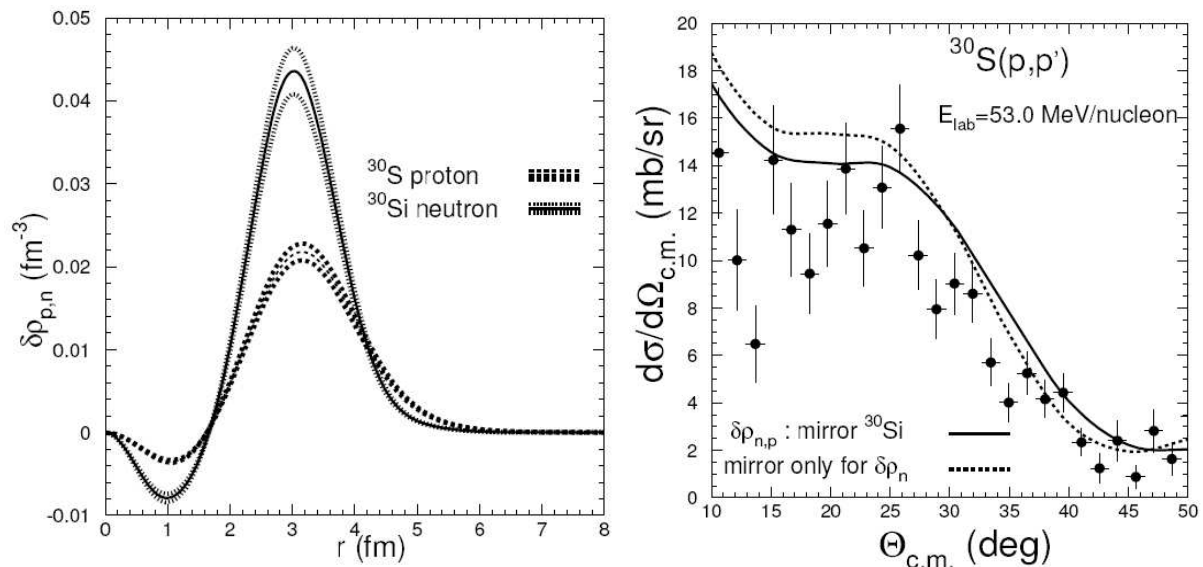 0.05
0.04
0.03
0.02
0.01
0
-0.01
δρp,n (fm-3)
30S proton
30Si neutron
0 1 2 3 4 5 6 7 8
r (fm)
20
18
16
14
12
10
8
6
4
2
0
dσ/dΩc.m. (mb/sr)
30S(p,p')
Elab=53.0 MeV/nucleon
δρn,p : mirror 30Si
mirror only for δρn
10 15 20 25 30 35 40 45 50
Θc.m. (deg)